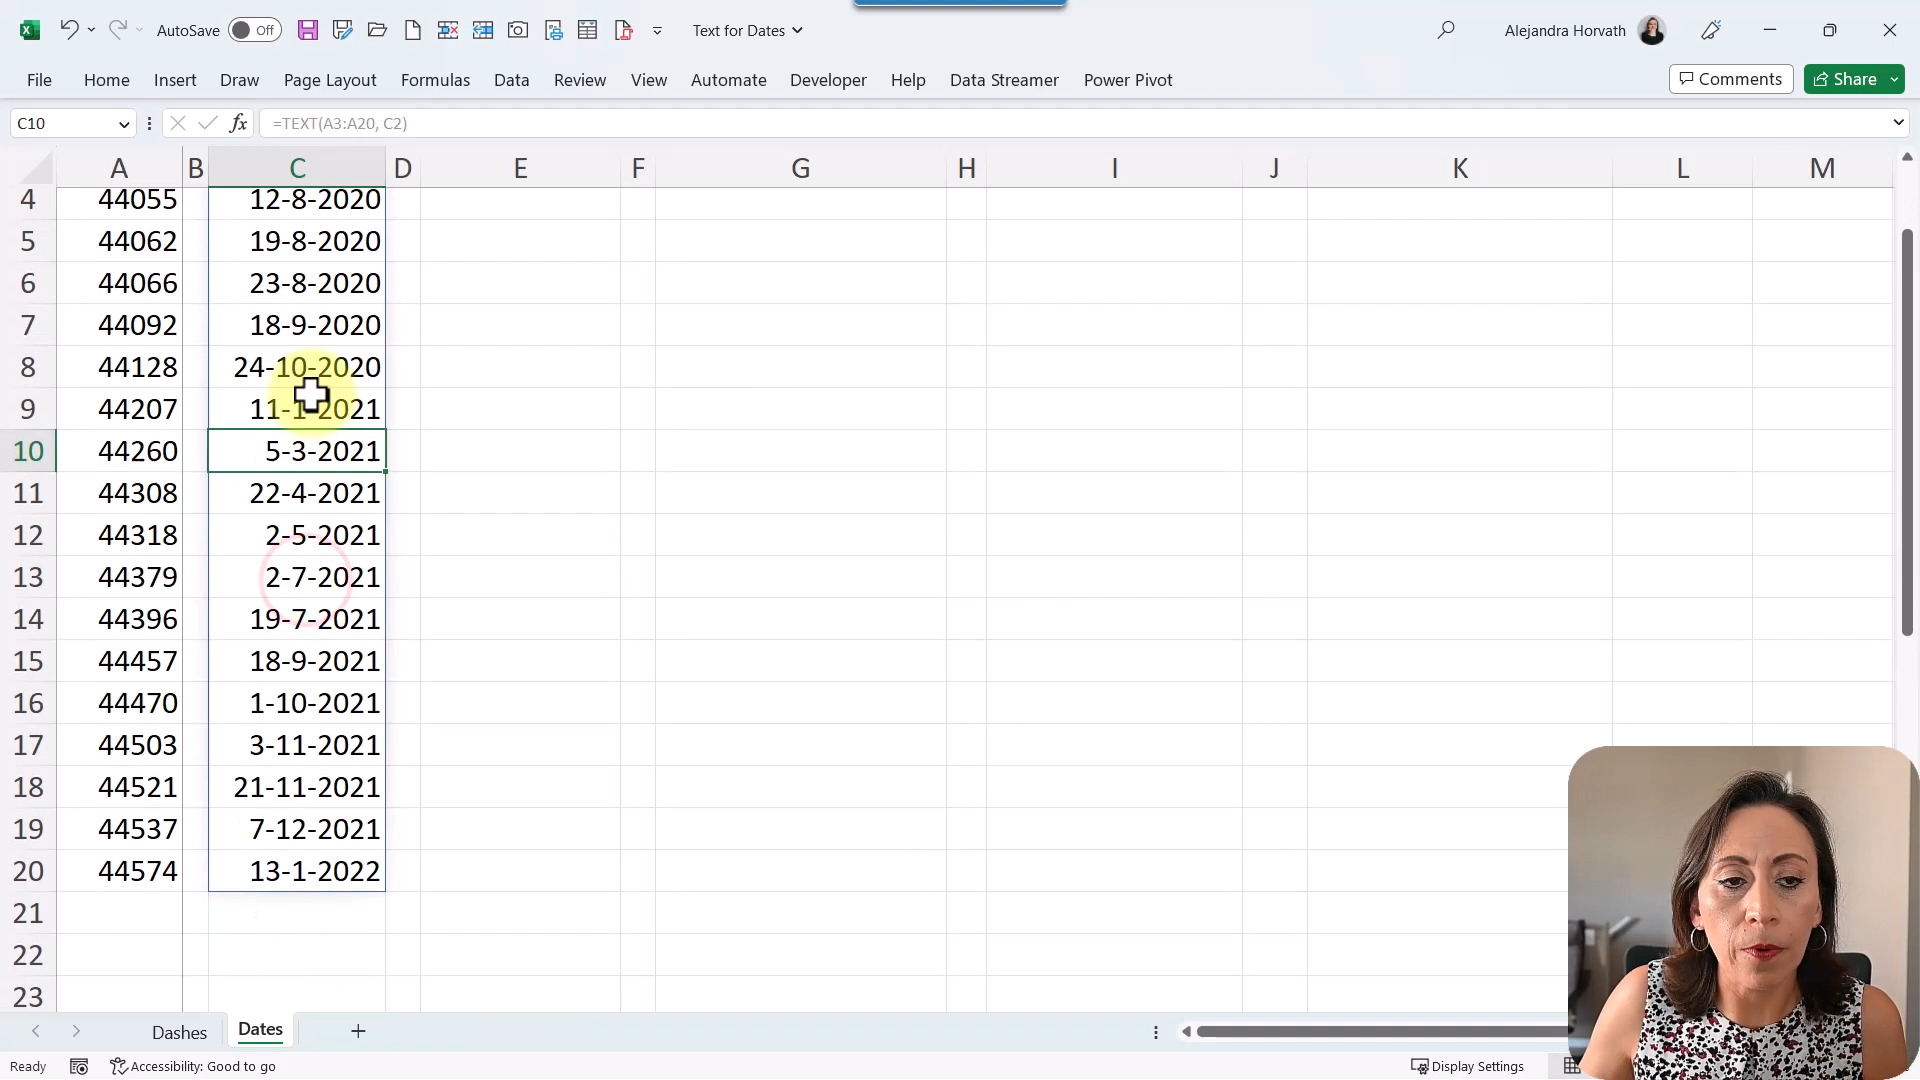 AutoSave Off Text for Dates Alejandra Horvath
File Home Insert Draw Page Layout Formulas Data Review View Automate Developer Help Data Streamer Power Pivot Comments Share
C10 fx =TEXT(A3:A20, C2)
A B C D E F G H I J K L M
4 44055 12-8-2020
5 44062 19-8-2020
6 44066 23-8-2020
7 44092 18-9-2020
8 44128 24-10-2020
9 44207 11-1-2021
10 44260 5-3-2021
11 44308 22-4-2021
12 44318 2-5-2021
13 44379 2-7-2021
14 44396 19-7-2021
15 44457 18-9-2021
16 44470 1-10-2021
17 44503 3-11-2021
18 44521 21-11-2021
19 44537 7-12-2021
20 44574 13-1-2022
21
22
23
Dashes Dates
Ready Accessibility: Good to go Display Settings